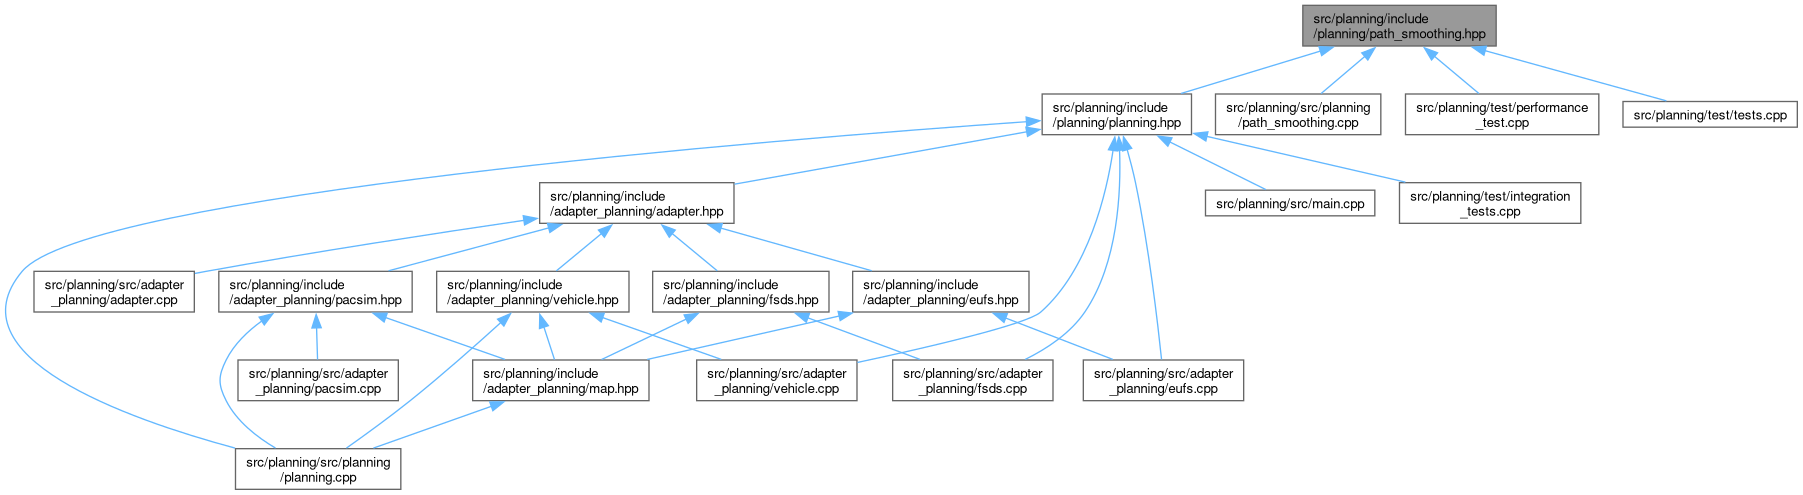 src/planning/include
/planning/path_smoothing.hpp
src/planning/include
/planning/planning.hpp
src/planning/src/planning
/path_smoothing.cpp
src/planning/test/performance
_test.cpp
src/planning/test/tests.cpp
src/planning/include
/adapter_planning/adapter.hpp
src/planning/src/main.cpp
src/planning/test/integration
_tests.cpp
src/planning/src/adapter
_planning/adapter.cpp
src/planning/include
/adapter_planning/pacsim.hpp
src/planning/include
/adapter_planning/vehicle.hpp
src/planning/include
/adapter_planning/fsds.hpp
src/planning/include
/adapter_planning/eufs.hpp
src/planning/src/adapter
_planning/pacsim.cpp
src/planning/include
/adapter_planning/map.hpp
src/planning/src/adapter
_planning/vehicle.cpp
src/planning/src/adapter
_planning/fsds.cpp
src/planning/src/adapter
_planning/eufs.cpp
src/planning/src/planning
/planning.cpp